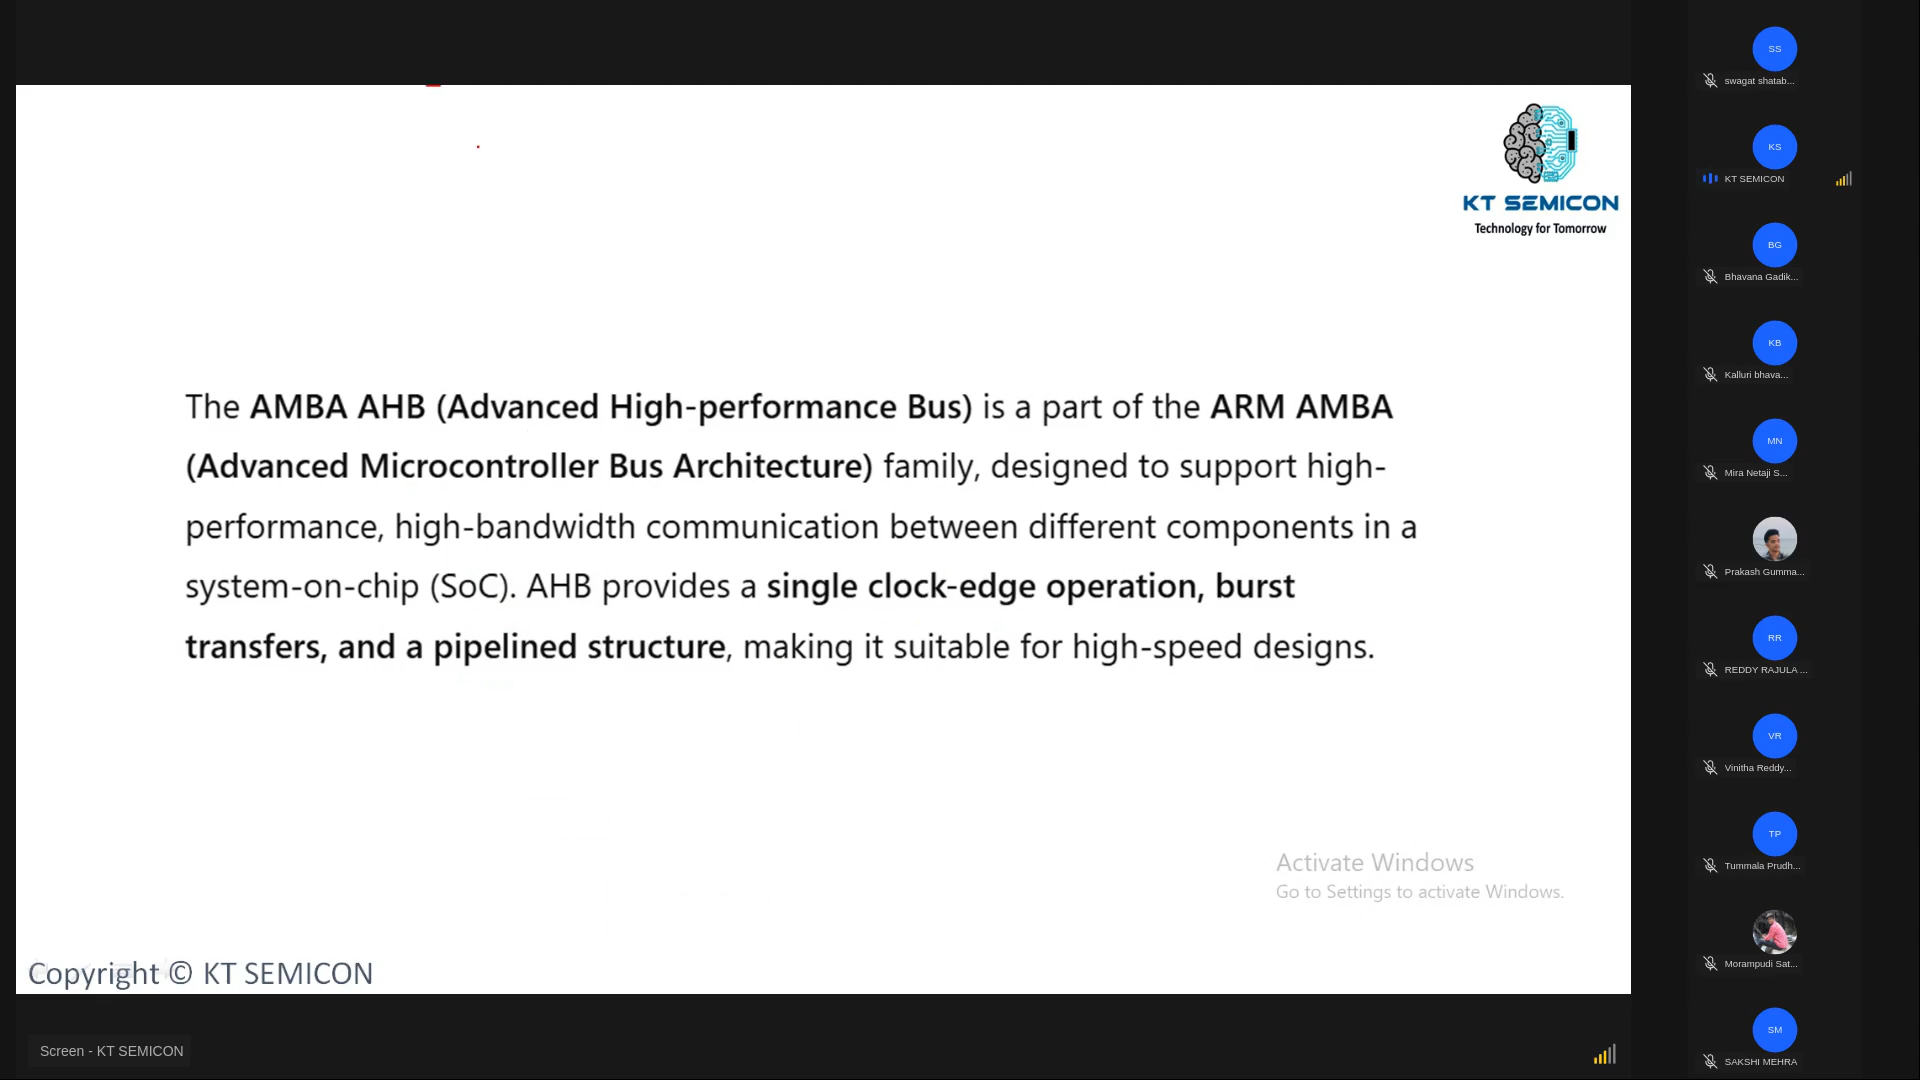 KT SEMICON
Technology for Tomorrow
The AMBA AHB (Advanced High-performance Bus) is a part of the ARM AMBA
(Advanced Microcontroller Bus Architecture) family, designed to support high-
performance, high-bandwidth communication between different components in a
system-on-chip (SoC). AHB provides a single clock-edge operation, burst
transfers, and a pipelined structure, making it suitable for high-speed designs.
Activate Windows
Go to Settings to activate Windows.
Copyright © KT SEMICON
Screen - KT SEMICON
SS
swagat shatab...
KS
KT SEMICON
BG
Bhavana Gadik...
KB
Kalluri bhava...
MN
Mira Netaji S...
Prakash Gumma...
RR
REDDY RAJULA ...
VR
Vinitha Reddy...
TP
Tummala Prudh...
Morampudi Sat...
SM
SAKSHI MEHRA